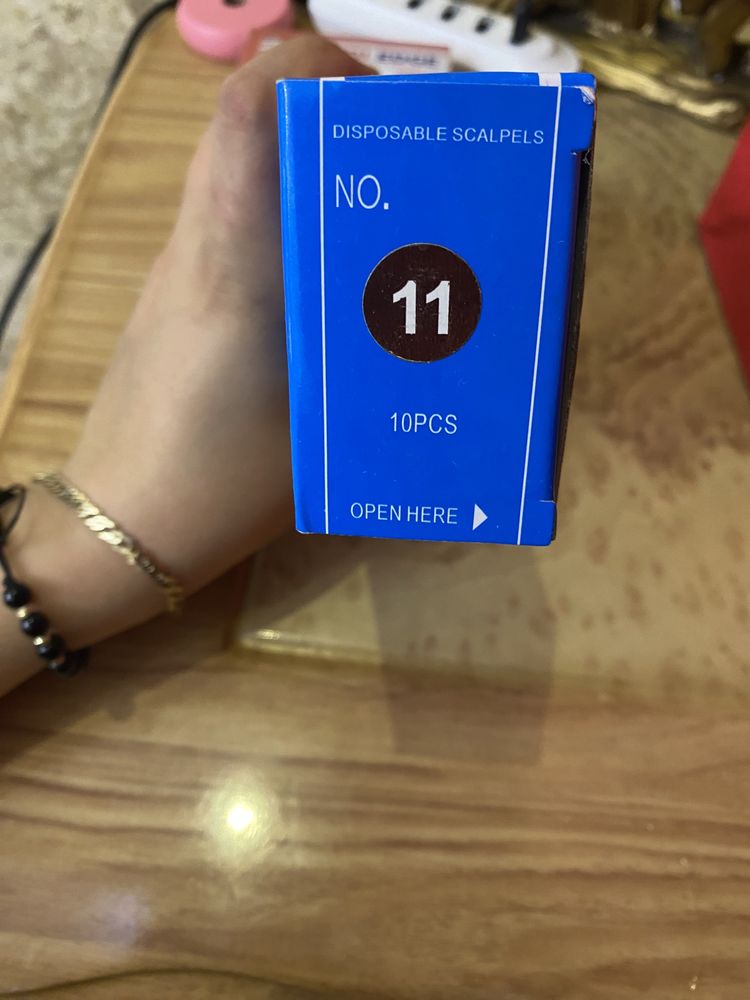 DISPOSABLE SCALPELS
NO.
11
10PCS
OPEN HERE